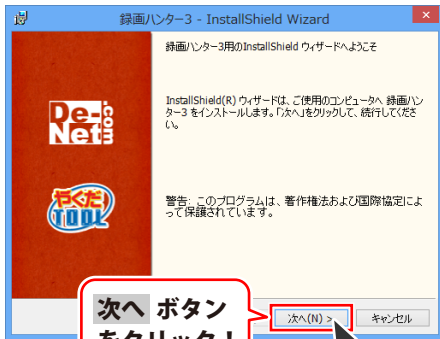 録画ハンター3 - InstallShield Wizard
録画ハンター3用のInstallShield ウィザードへようこそ
InstallShield(R) ウィザードは、ご使用のコンピュータへ 録画ハン
ター3 をインストールします。「次へ」をクリックして、続行してくださ
い。
De-Net.com
やくだつ
TOOL
警告: このプログラムは、著作権法および国際協定によ
って保護されています。
次へ ボタン
をクリック!
次へ(N) >
キャンセル